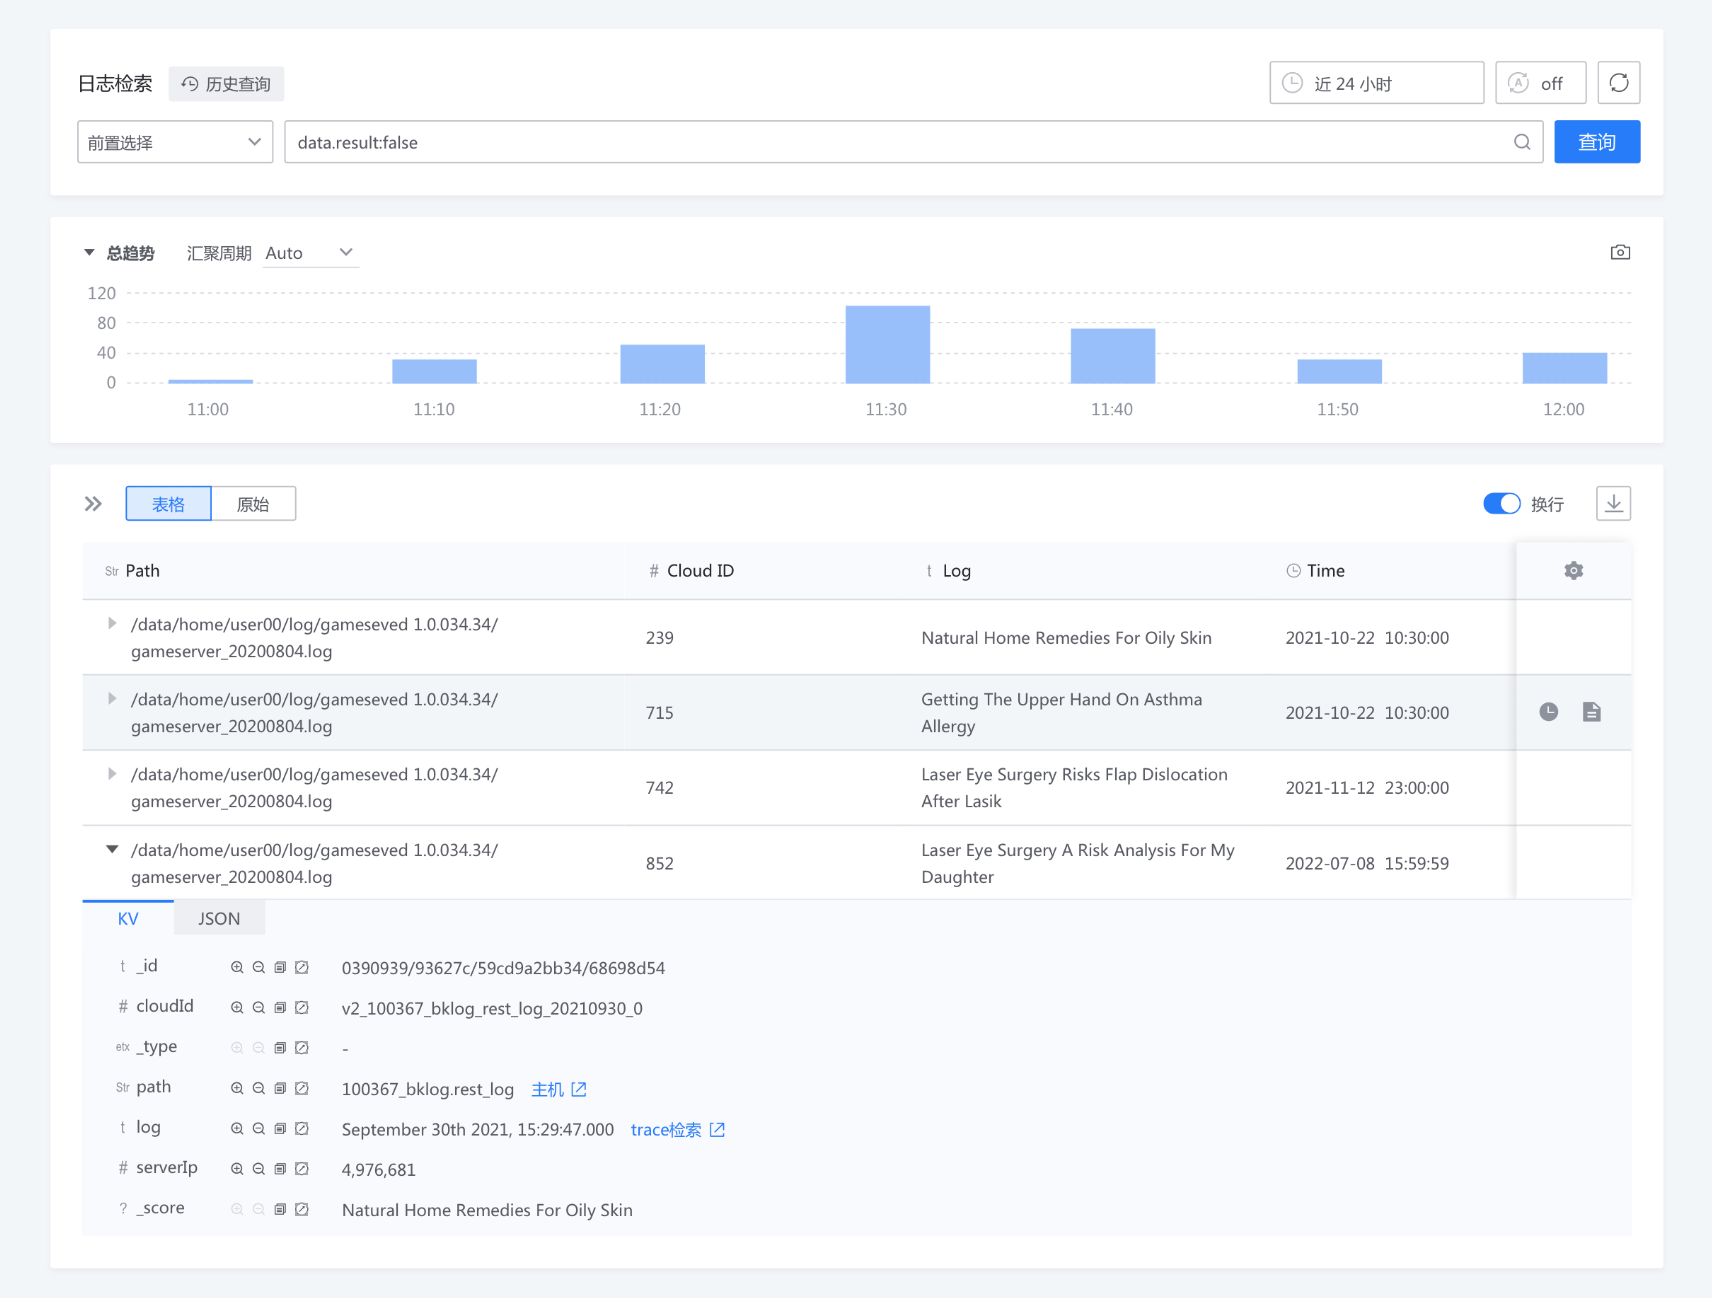 日志检索 历史查询 近 24 小时 off
前置选择 data.result:false 查询
总趋势 汇聚周期 Auto
120
80
40
0
11:00 11:10 11:20 11:30 11:40 11:50 12:00
表格 原始 换行
Str Path # Cloud ID t Log Time
/data/home/user00/log/gameseved 1.0.034.34/
gameserver_20200804.log
239 Natural Home Remedies For Oily Skin 2021-10-22 10:30:00
/data/home/user00/log/gameseved 1.0.034.34/
gameserver_20200804.log
715
Getting The Upper Hand On Asthma
Allergy
2021-10-22 10:30:00
/data/home/user00/log/gameseved 1.0.034.34/
gameserver_20200804.log
742
Laser Eye Surgery Risks Flap Dislocation
After Lasik
2021-11-12 23:00:00
/data/home/user00/log/gameseved 1.0.034.34/
gameserver_20200804.log
852
Laser Eye Surgery A Risk Analysis For My
Daughter
2022-07-08 15:59:59
KV JSON
t _id 0390939/93627c/59cd9a2bb34/68698d54
# cloudId v2_100367_bklog_rest_log_20210930_0
etx _type -
Str path 100367_bklog.rest_log 主机
t log September 30th 2021, 15:29:47.000 trace检索
# serverIp 4,976,681
? _score Natural Home Remedies For Oily Skin